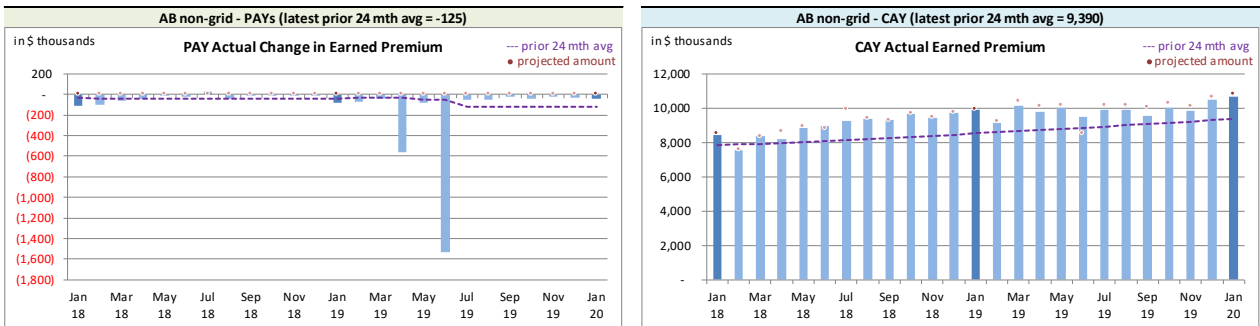 AB non-grid - PAYs (latest prior 24 mth avg = -125)
in $ thousands
PAY Actual Change in Earned Premium
--- prior 24 mth avg
• projected amount
200
-
(200)
(400)
(600)
(800)
(1,000)
(1,200)
(1,400)
(1,600)
(1,800)
Jan Mar May Jul Sep Nov Jan Mar May Jul Sep Nov Jan
18 18 18 18 18 18 19 19 19 19 19 19 20
AB non-grid - CAY (latest prior 24 mth avg = 9,390)
in $ thousands
CAY Actual Earned Premium
--- prior 24 mth avg
• projected amount
12,000
10,000
8,000
6,000
4,000
2,000
-
Jan Mar May Jul Sep Nov Jan Mar May Jul Sep Nov Jan
18 18 18 18 18 18 19 19 19 19 19 19 20